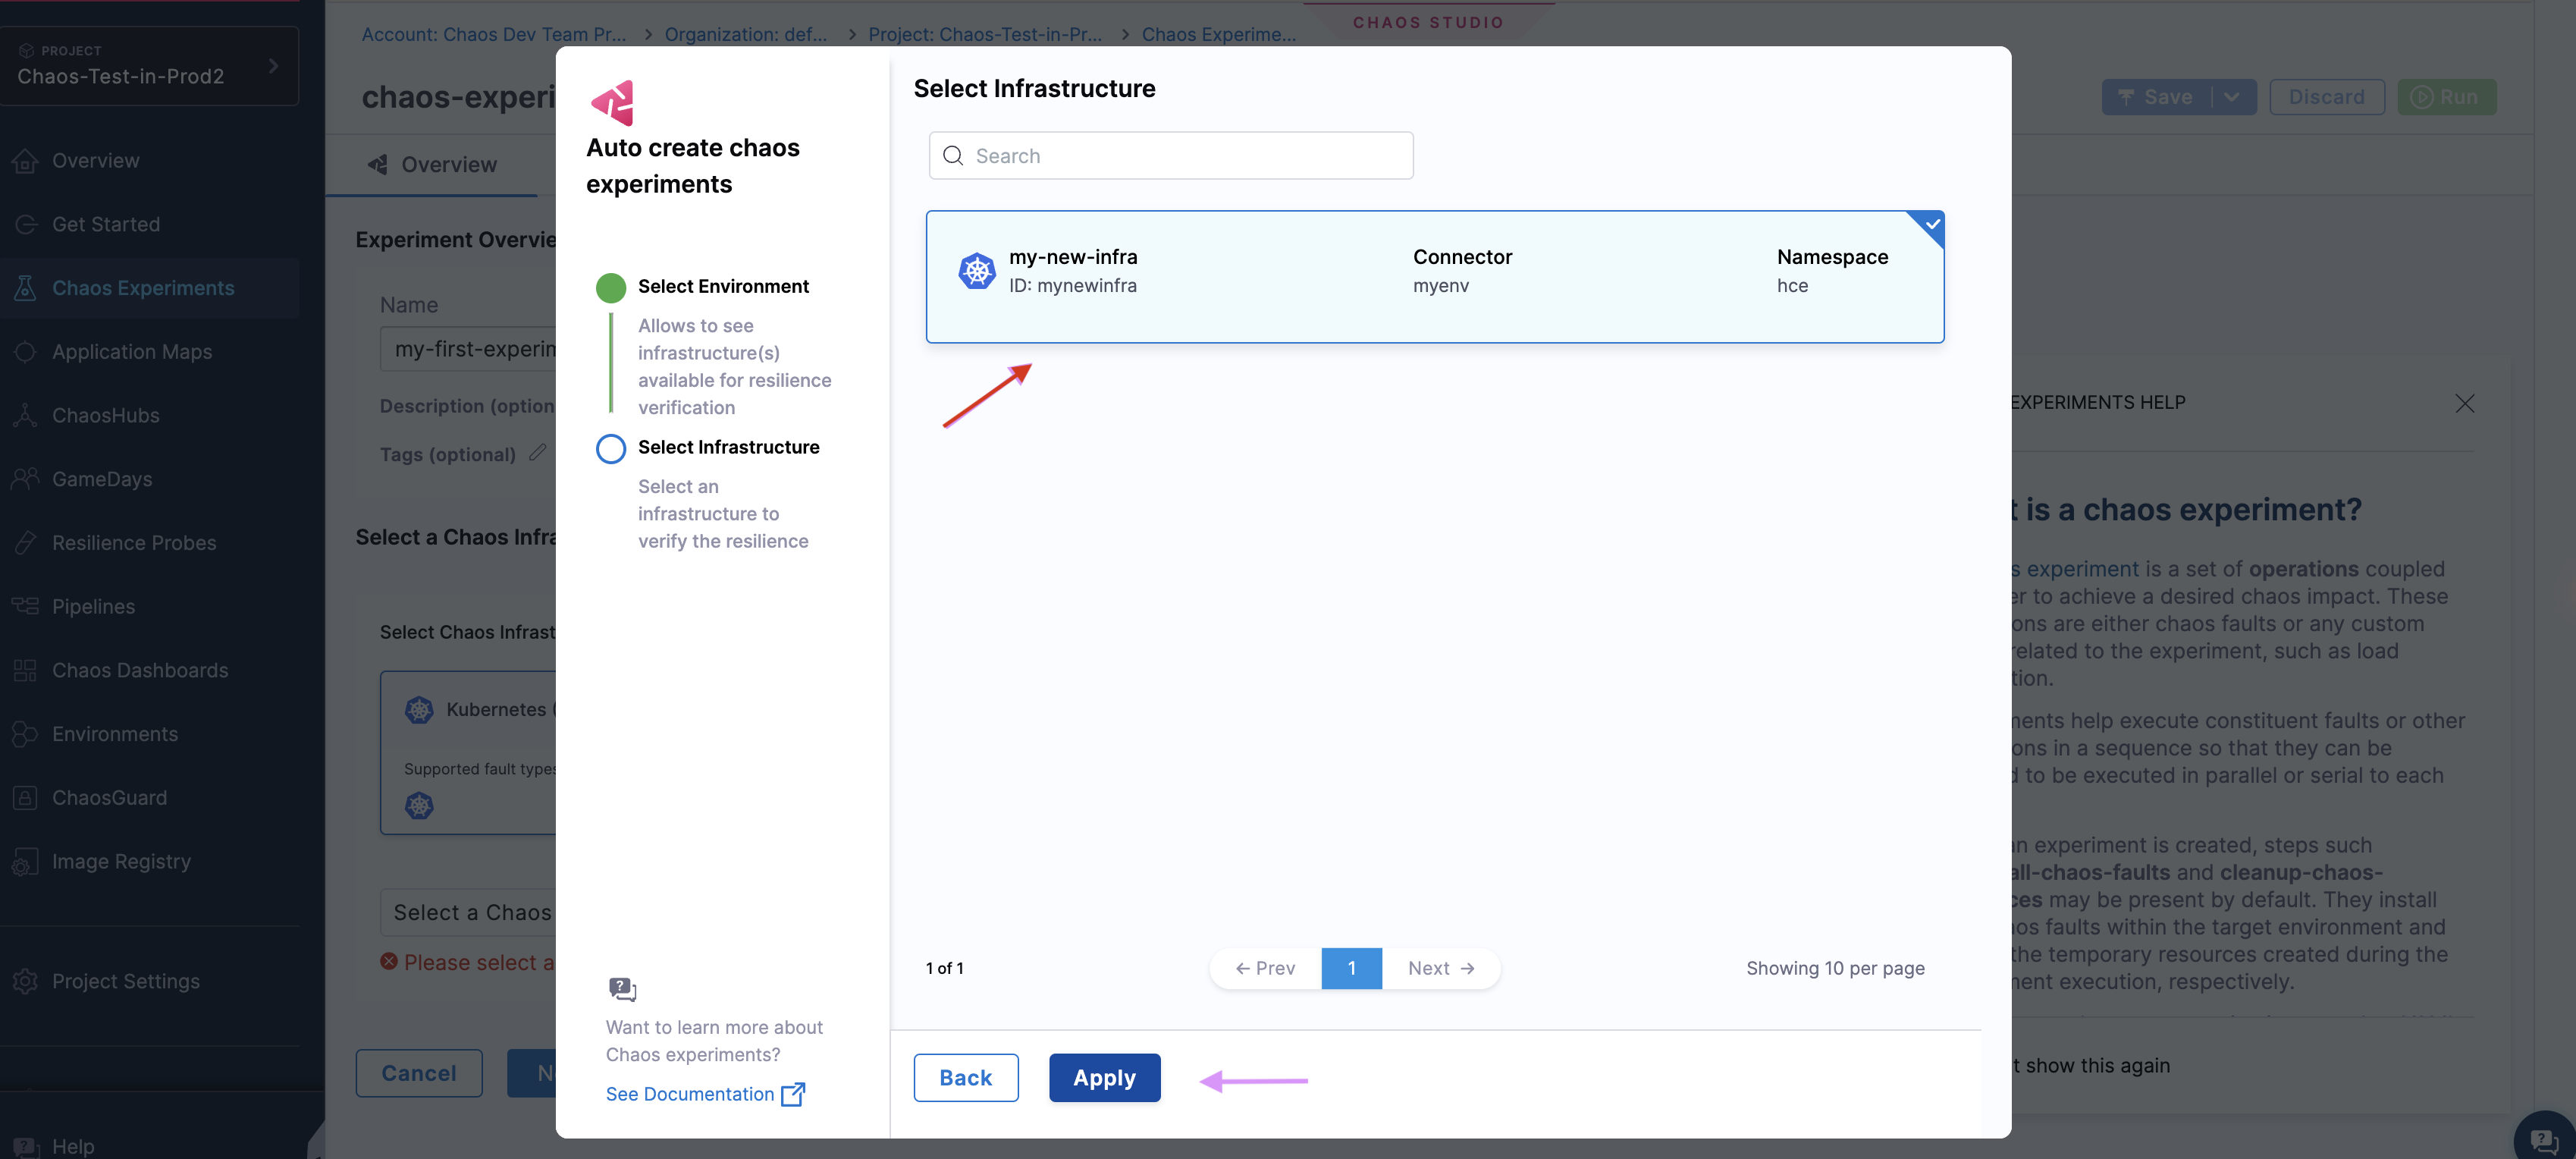 PROJECT
Chaos-Test-in-Prod2
Overview
Get Started
Chaos Experiments
Application Maps
ChaosHubs
GameDays
Resilience Probes
Pipelines
Chaos Dashboards
Environments
ChaosGuard
Image Registry
Project Settings
Help
CHAOS STUDIO
Account: Chaos Dev Team Pr... > Organization: def... > Project: Chaos-Test-in-Pr... > Chaos Experime...
chaos-experi
Save
Discard
Run
Overview
Experiment Overvie
Name
my-first-experim
Description (option
Tags (optional)
Select a Chaos Infra
Select Chaos Infrast
Kubernetes (
Supported fault types
Select a Chaos
Please select a
Cancel
N
Auto create chaos
experiments
Select Environment
Allows to see
infrastructure(s)
available for resilience
verification
Select Infrastructure
Select an
infrastructure to
verify the resilience
Want to learn more about
Chaos experiments?
See Documentation
Select Infrastructure
Search
my-new-infra
ID: mynewinfra
Connector
myenv
Namespace
hce
1 of 1
← Prev
1
Next →
Showing 10 per page
Back
Apply
EXPERIMENTS HELP
t is a chaos experiment?
s experiment is a set of operations coupled
er to achieve a desired chaos impact. These
ons are either chaos faults or any custom
related to the experiment, such as load
tion.
nents help execute constituent faults or other
ons in a sequence so that they can be
d to be executed in parallel or serial to each
an experiment is created, steps such
all-chaos-faults and cleanup-chaos-
ces may be present by default. They install
os faults within the target environment and
the temporary resources created during the
nent execution, respectively.
t show this again